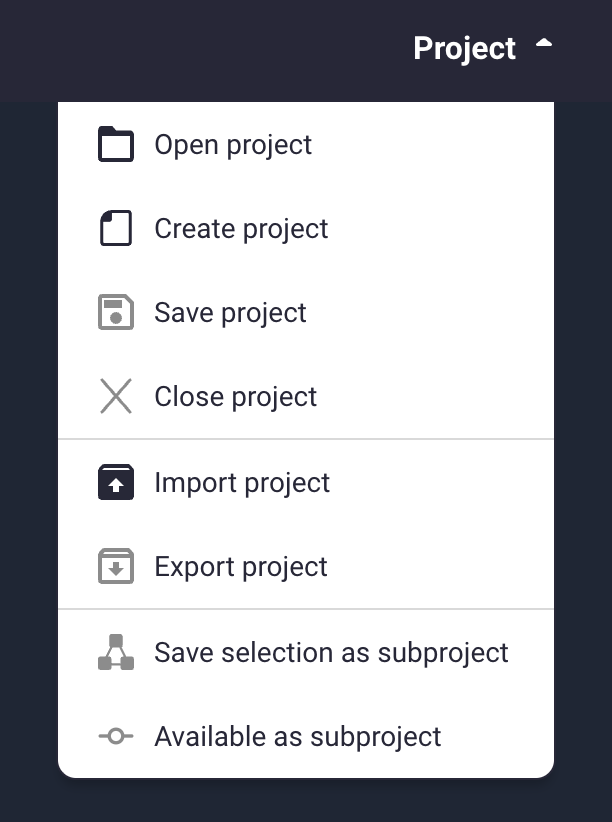 Project
Open project
Create project
Save project
Close project
Import project
Export project
Save selection as subproject
Available as subproject